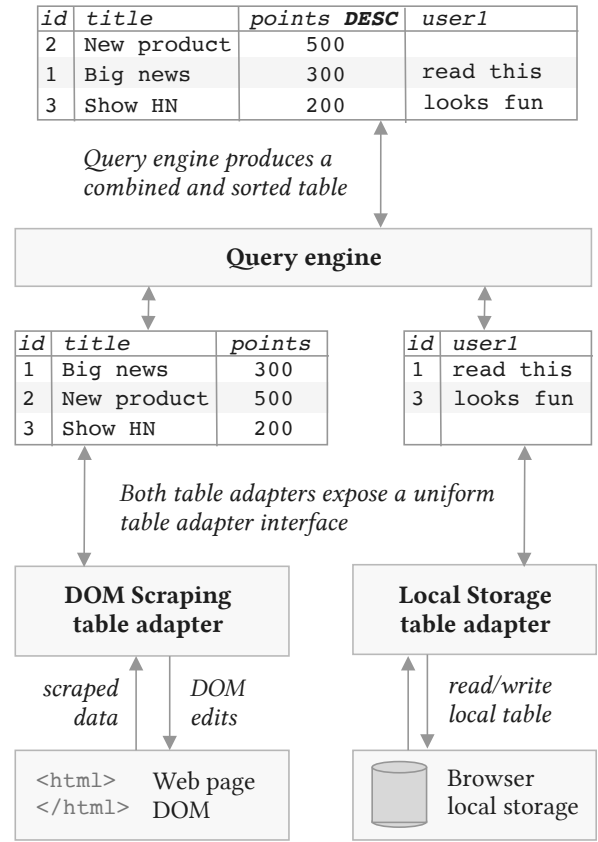 id title points DESC user1
2 New product 500
1 Big news 300 read this
3 Show HN 200 looks fun
Query engine produces a
combined and sorted table
Query engine
id title points
1 Big news 300
2 New product 500
3 Show HN 200
id user1
1 read this
3 looks fun
Both table adapters expose a uniform
table adapter interface
DOM Scraping
table adapter
Local Storage
table adapter
scraped
data
DOM
edits
read/write
local table
<html>
</html>
Web page
DOM
Browser
local storage